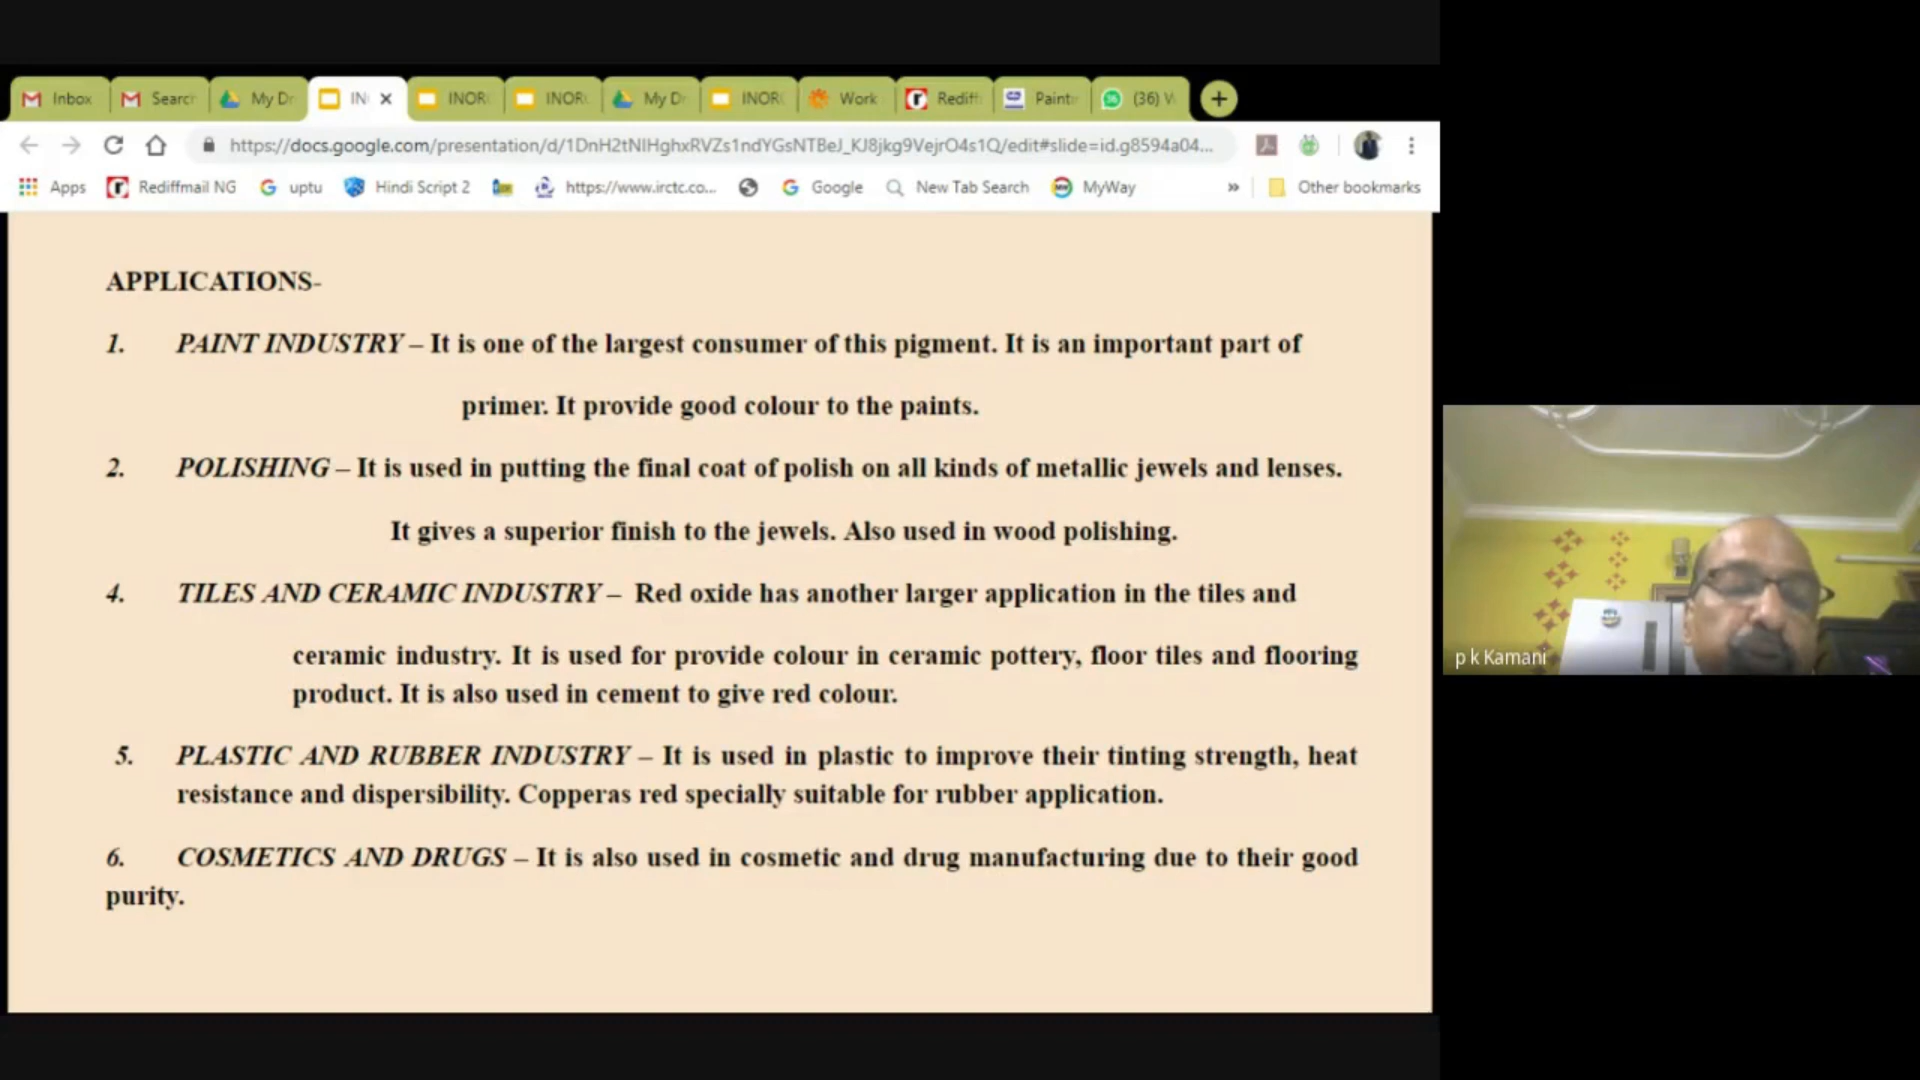 Inbox Search My Dr IN INOR INOR My D INOR Work Rediff Paint (36) W
https://docs.google.com/presentation/d/1DnH2tNIHghxRVZs1ndYGsNTBeJ_KJ8jkg9VejrO4s1Q/edit#slide=id.g8594a04...
Apps Rediffmail NG uptu Hindi Script 2 https://www.irctc.co... Google New Tab Search MyWay » Other bookmarks
APPLICATIONS-
1. PAINT INDUSTRY – It is one of the largest consumer of this pigment. It is an important part of
primer. It provide good colour to the paints.
2. POLISHING – It is used in putting the final coat of polish on all kinds of metallic jewels and lenses.
It gives a superior finish to the jewels. Also used in wood polishing.
4. TILES AND CERAMIC INDUSTRY – Red oxide has another larger application in the tiles and
ceramic industry. It is used for provide colour in ceramic pottery, floor tiles and flooring
product. It is also used in cement to give red colour.
5. PLASTIC AND RUBBER INDUSTRY – It is used in plastic to improve their tinting strength, heat
resistance and dispersibility. Copperas red specially suitable for rubber application.
6. COSMETICS AND DRUGS – It is also used in cosmetic and drug manufacturing due to their good
purity.
p k Kamani